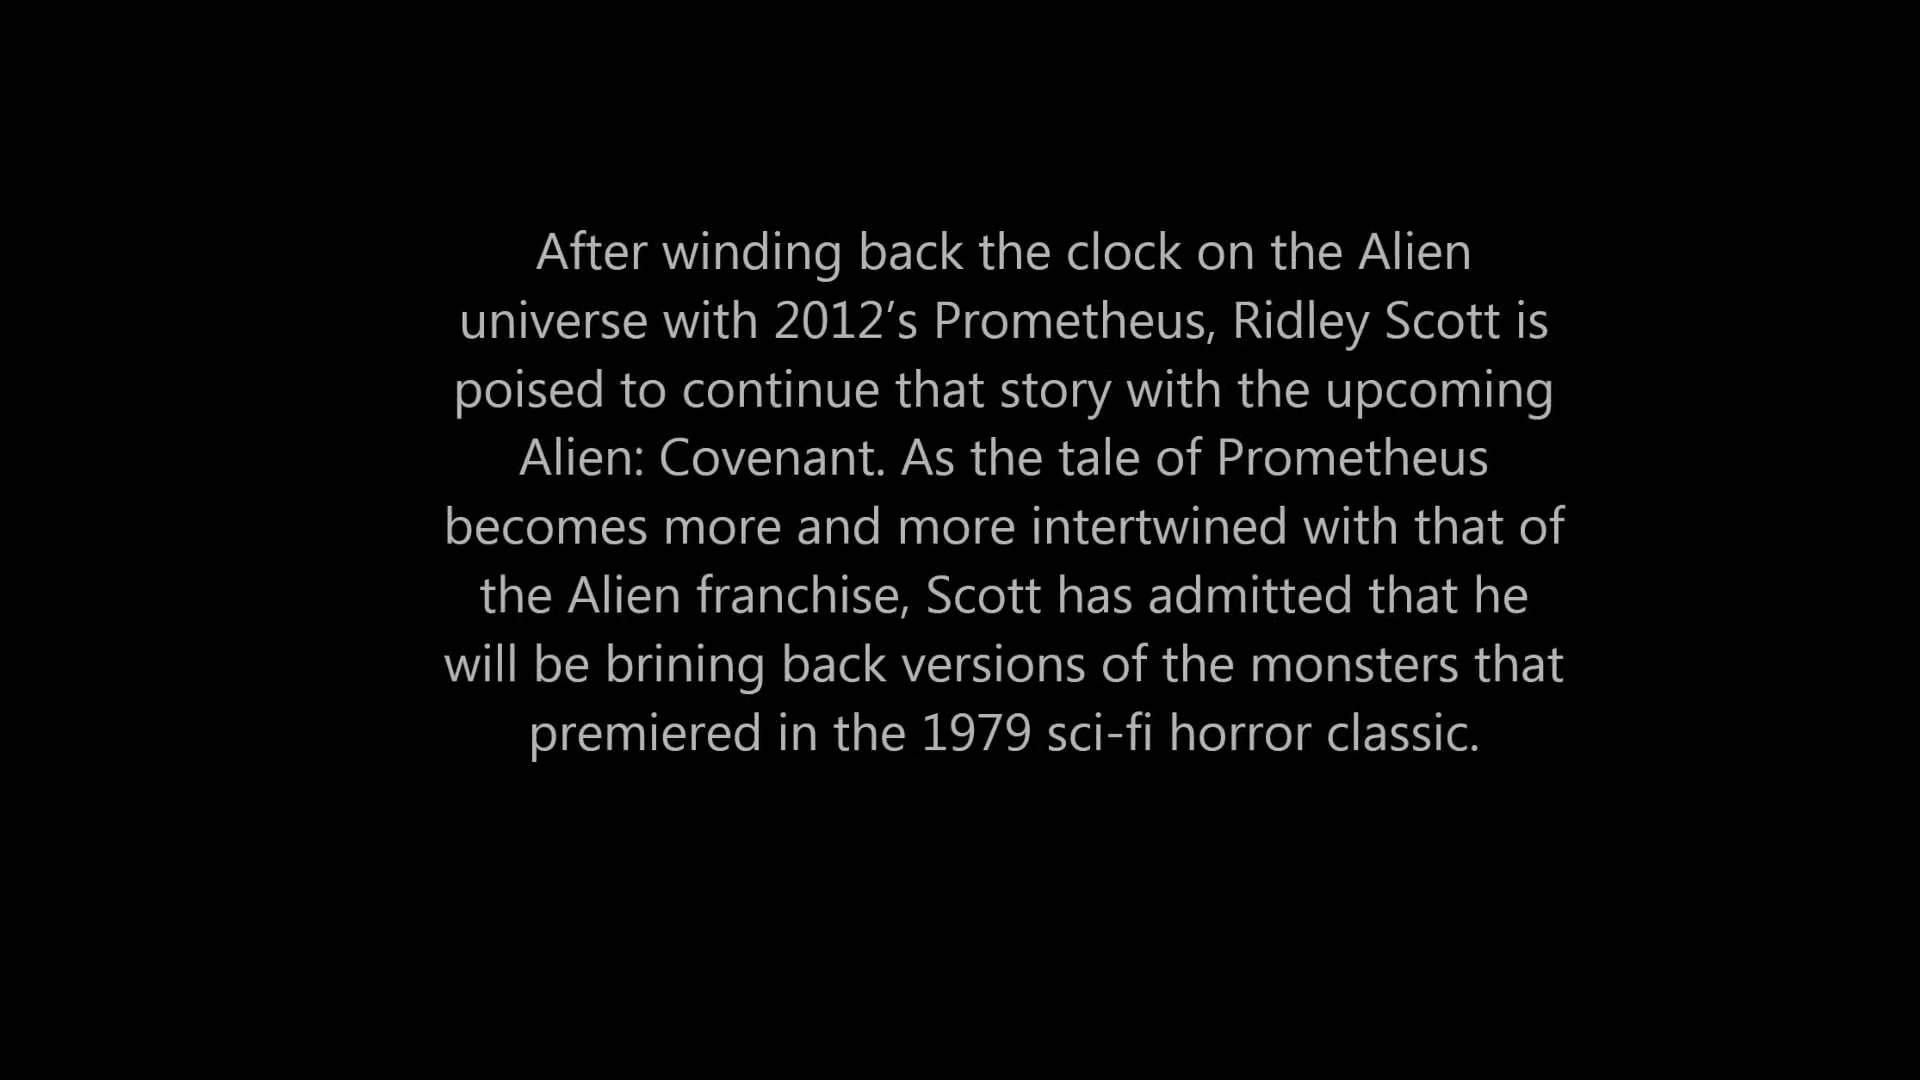 After winding back the clock on the Alien
universe with 2012’s Prometheus, Ridley Scott is
poised to continue that story with the upcoming
Alien: Covenant. As the tale of Prometheus
becomes more and more intertwined with that of
the Alien franchise, Scott has admitted that he
will be brining back versions of the monsters that
premiered in the 1979 sci-fi horror classic.